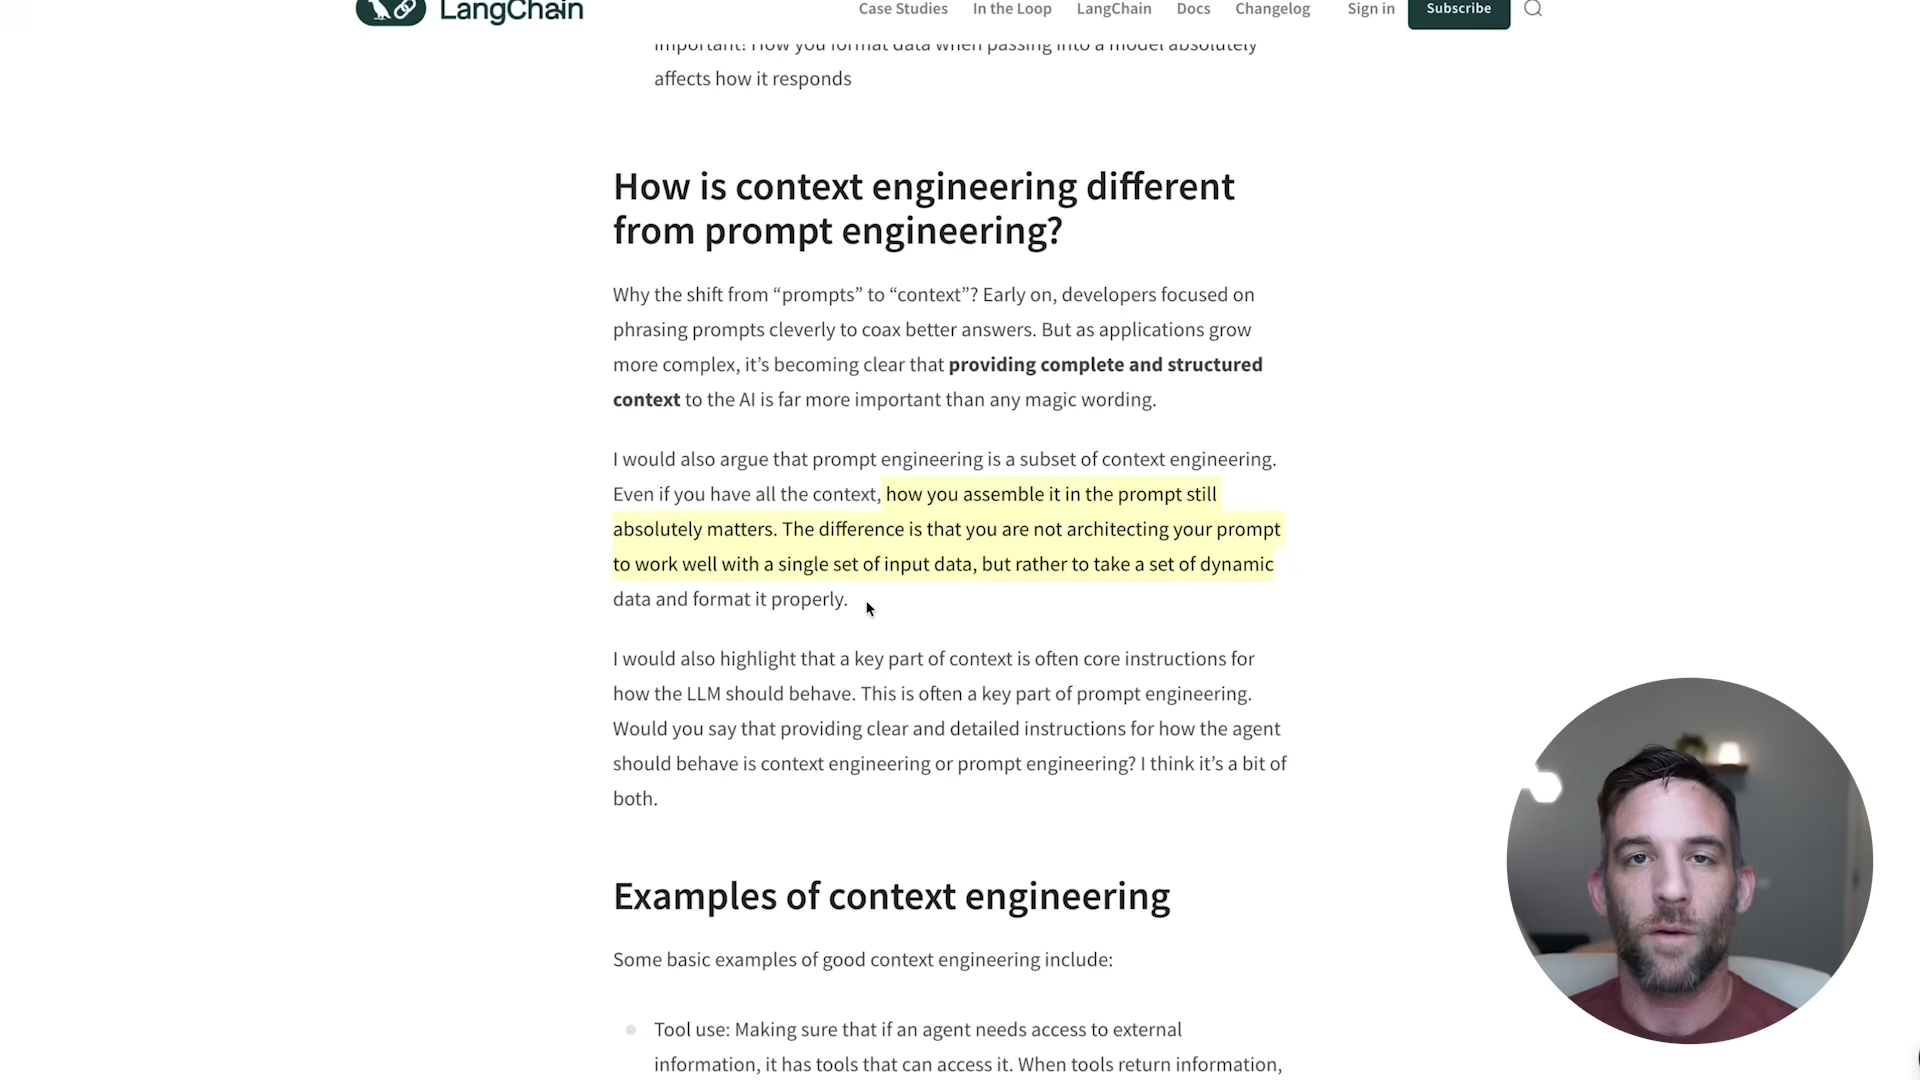 LangChain
Case Studies In the Loop LangChain Docs Changelog Sign in Subscribe
important! How you format data when passing into a model absolutely
affects how it responds
How is context engineering different
from prompt engineering?
Why the shift from “prompts” to “context”? Early on, developers focused on
phrasing prompts cleverly to coax better answers. But as applications grow
more complex, it’s becoming clear that providing complete and structured
context to the AI is far more important than any magic wording.
I would also argue that prompt engineering is a subset of context engineering.
Even if you have all the context, how you assemble it in the prompt still
absolutely matters. The difference is that you are not architecting your prompt
to work well with a single set of input data, but rather to take a set of dynamic
data and format it properly.
I would also highlight that a key part of context is often core instructions for
how the LLM should behave. This is often a key part of prompt engineering.
Would you say that providing clear and detailed instructions for how the agent
should behave is context engineering or prompt engineering? I think it’s a bit of
both.
Examples of context engineering
Some basic examples of good context engineering include:
Tool use: Making sure that if an agent needs access to external
information, it has tools that can access it. When tools return information,